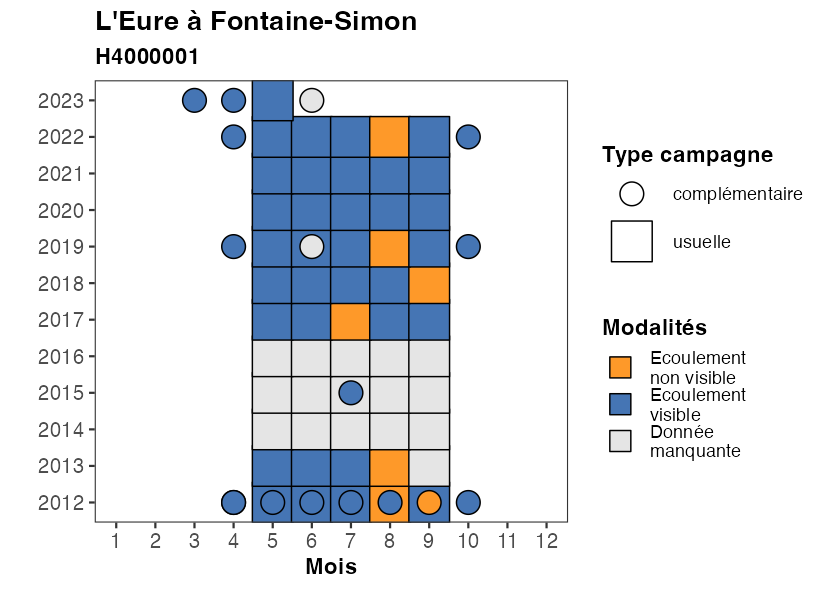 L'Eure à Fontaine-Simon
H4000001
2023
2022
2021
2020
2019
2018
2017
2016
2015
2014
2013
2012
1 2 3 4 5 6 7 8 9 10 11 12
Mois
Type campagne
complémentaire
usuelle
Modalités
Ecoulement
non visible
Ecoulement
visible
Donnée
manquante